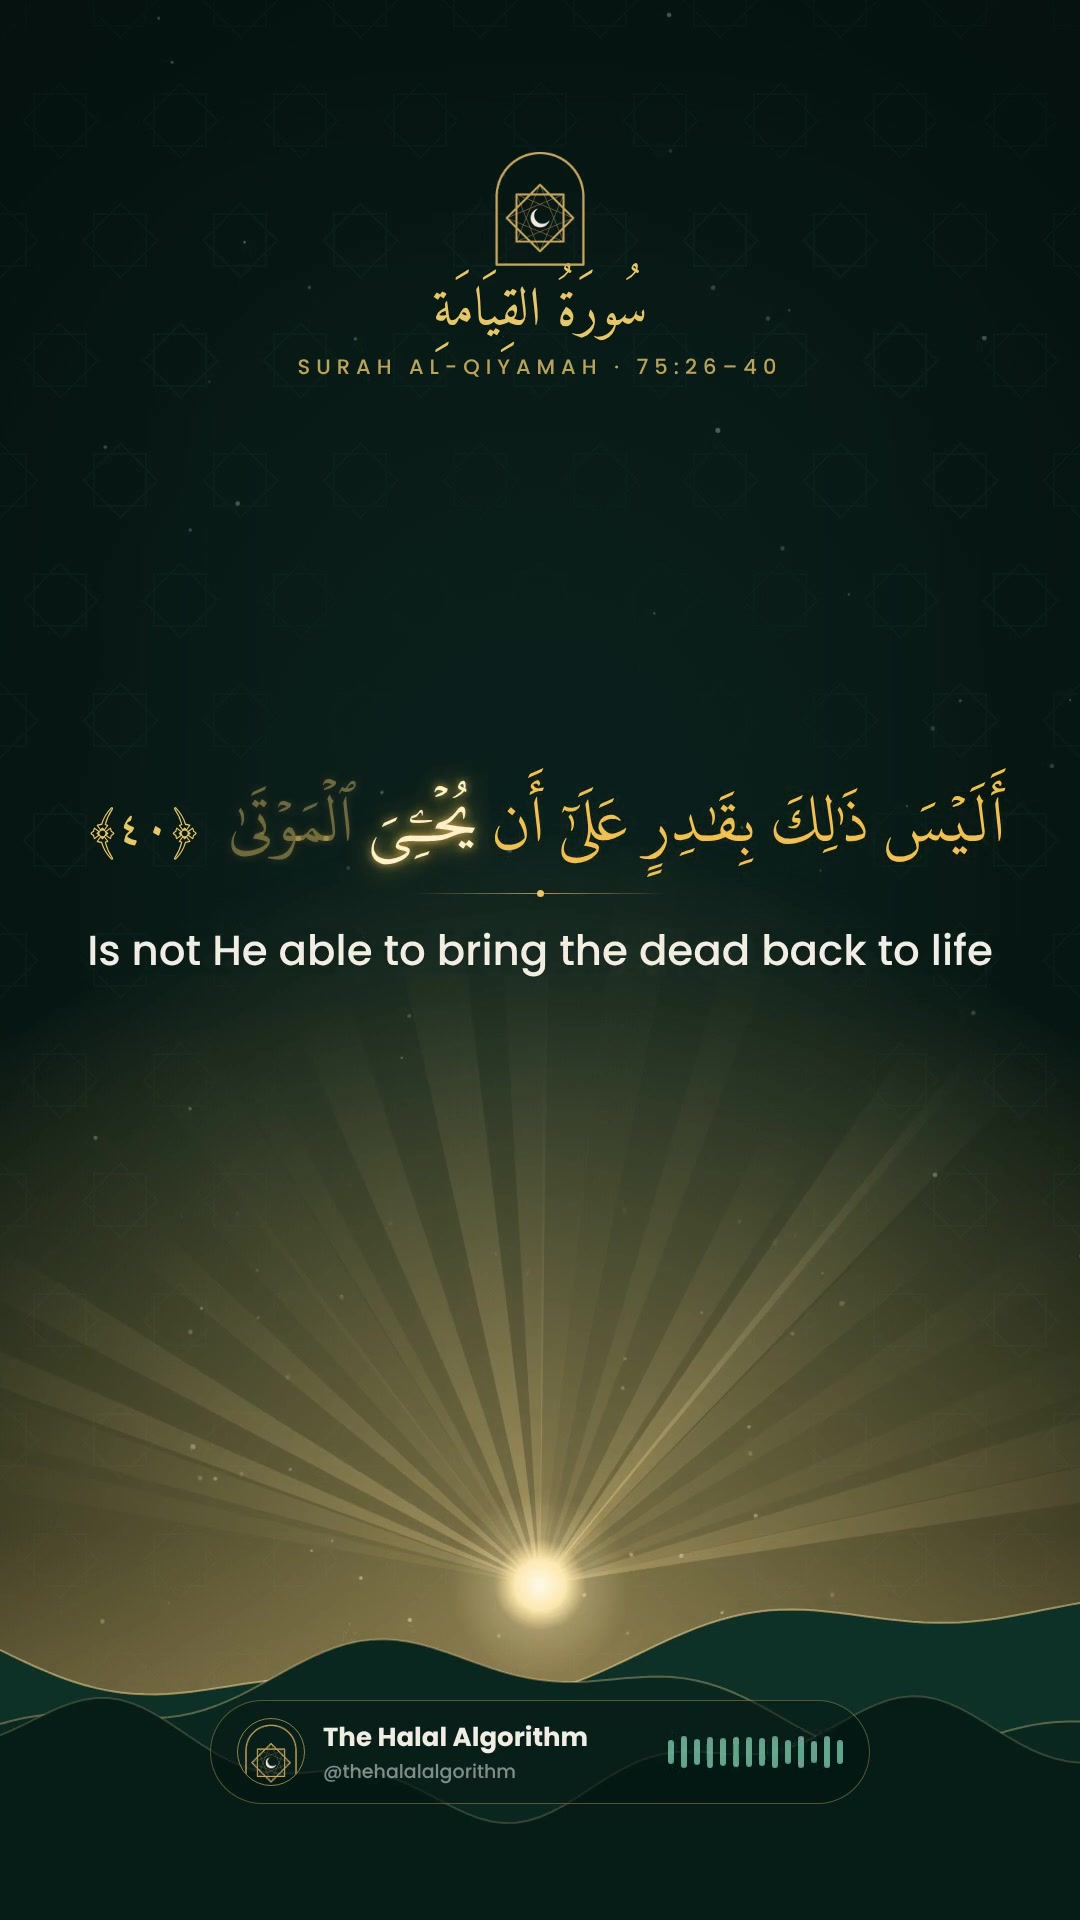 سُورَةُ القِيَامَةِ
SURAH AL-QIYAMAH · 75:26–40
أَلَيْسَ ذَٰلِكَ بِقَـٰدِرٍ عَلَىٰٓ أَن يُحْـِۧىَ ٱلْمَوْتَىٰ ﴿٤٠﴾
Is not He able to bring the dead back to life
The Halal Algorithm
@thehalalalgorithm